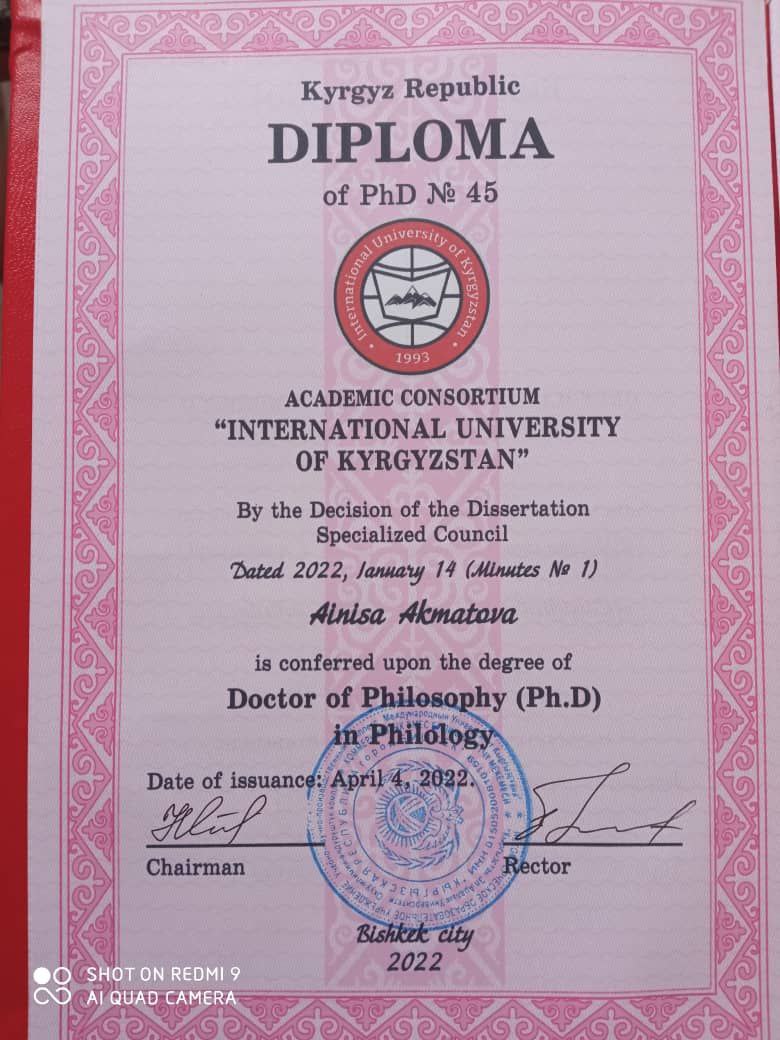 Kyrgyz Republic
DIPLOMA
of PhD № 45
International University of Kyrgyzstan
1993
ACADEMIC CONSORTIUM
“INTERNATIONAL UNIVERSITY
OF KYRGYZSTAN”
By the Decision of the Dissertation
Specialized Council
Dated 2022, January 14 (Minutes № 1)
Ainisa Akmatova
is conferred upon the degree of
Doctor of Philosophy (Ph.D)
in Philology
Date of issuance: April 4, 2022.
Chairman
Rector
Bishkek city
2022
SHOT ON REDMI 9
AI QUAD CAMERA